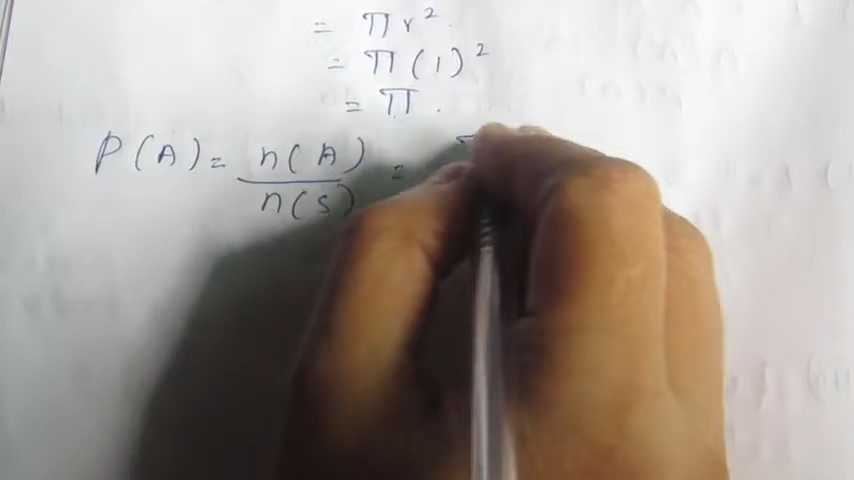 = πr².
= π(1)²
= π.
P(A) = n(A)/n(S) =